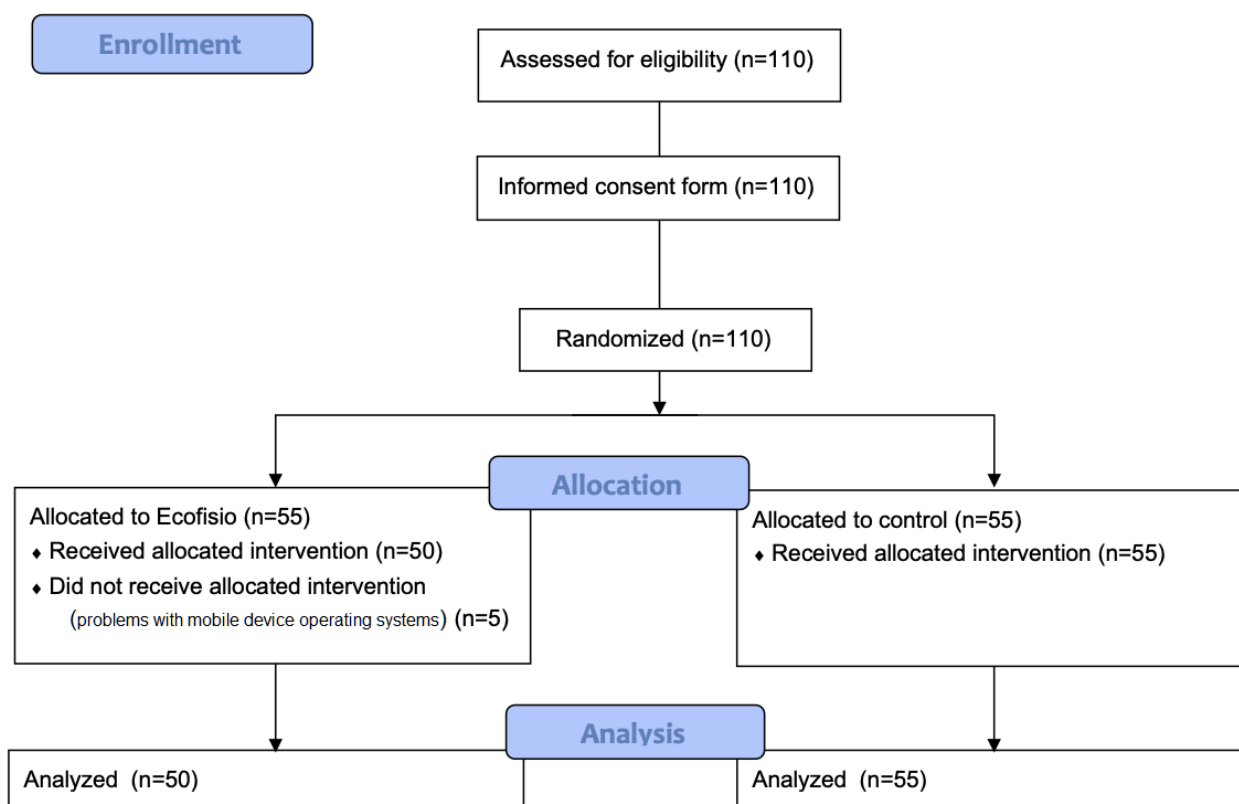 Enrollment
Assessed for eligibility (n=110)
Informed consent form (n=110)
Randomized (n=110)
Allocation
Allocated to Ecofisio (n=55)
♦ Received allocated intervention (n=50)
♦ Did not receive allocated intervention
(problems with mobile device operating systems) (n=5)
Allocated to control (n=55)
♦ Received allocated intervention (n=55)
Analysis
Analyzed (n=50)
Analyzed (n=55)